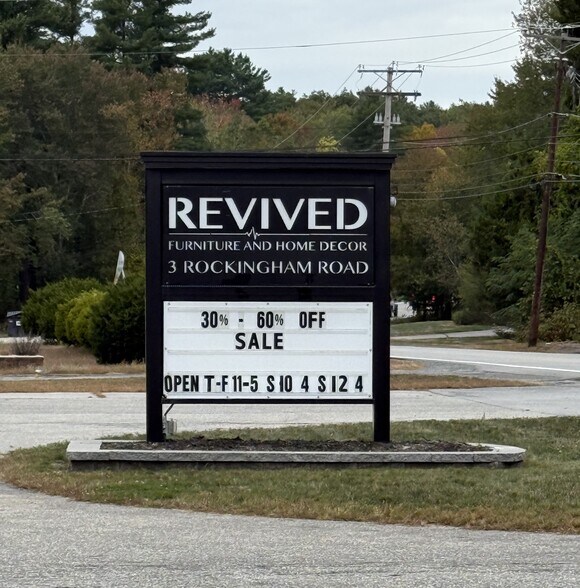 REVIVED
FURNITURE AND HOME DECOR
3 ROCKINGHAM ROAD
30% - 60% OFF
SALE
OPEN T-F 11-5 S 10 4 S 12 4